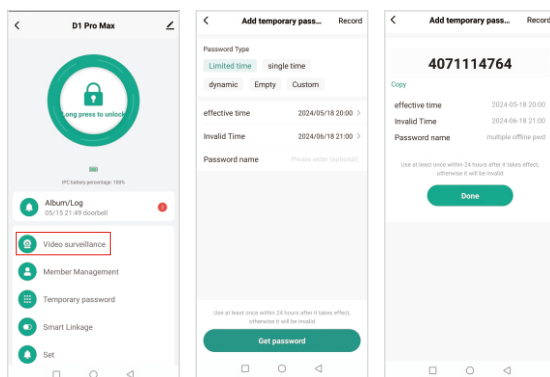 D1 Pro Max
Long press to unlock
IPC battery percentage: 100%
Album/Log
05/15 21:49 doorbell
Video surveillance
Member Management
Temporary password
Smart Linkage
Set
Add temporary pass... Record
Password Type
Limited time single time
dynamic Empty Custom
effective time 2024/05/18 20:00
Invalid Time 2024/06/18 21:00
Password name Please enter (optional)
Use at least once within 24 hours after it takes effect,
otherwise it will be invalid
Get password
Add temporary pass... Record
4071114764
Copy
effective time 2024-05-18 20:00
Invalid Time 2024-06-18 21:00
Password name multiple offline pwd
Use at least once within 24 hours after it takes effect,
otherwise it will be invalid
Done